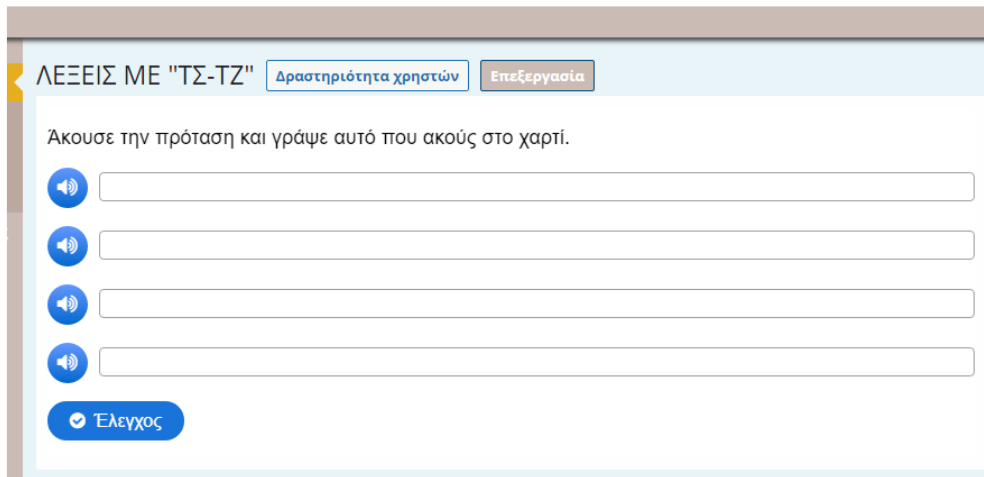 ΛΕΞΕΙΣ ΜΕ "ΤΣ-ΤΖ" Δραστηριότητα χρηστών Επεξεργασία
Άκουσε την πρόταση και γράψε αυτό που ακούς στο χαρτί.
Έλεγχος